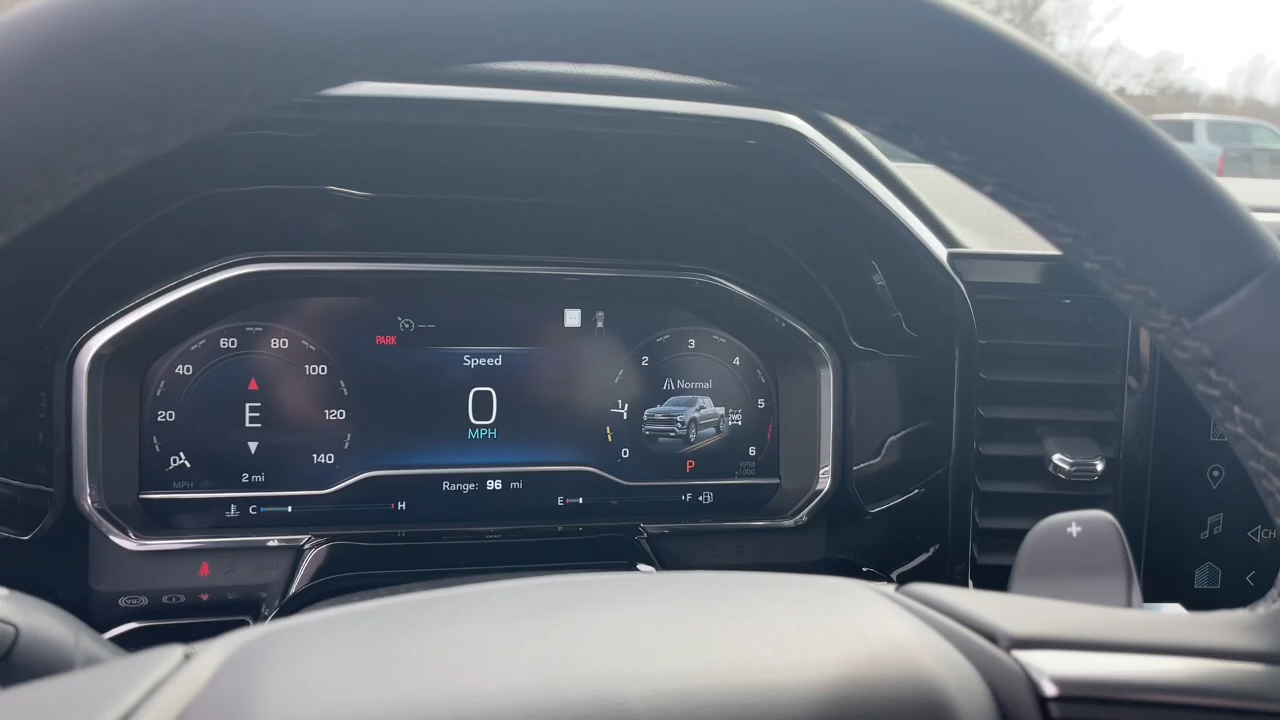 60 80
40 100
20 E 120
0 140
MPH 2 mi
--
PARK
Speed
0
MPH
Range: 96 mi
C H
E F
3
2 4
Normal
1 5
2WD
0 6
P
RPM
x1000
+
CH